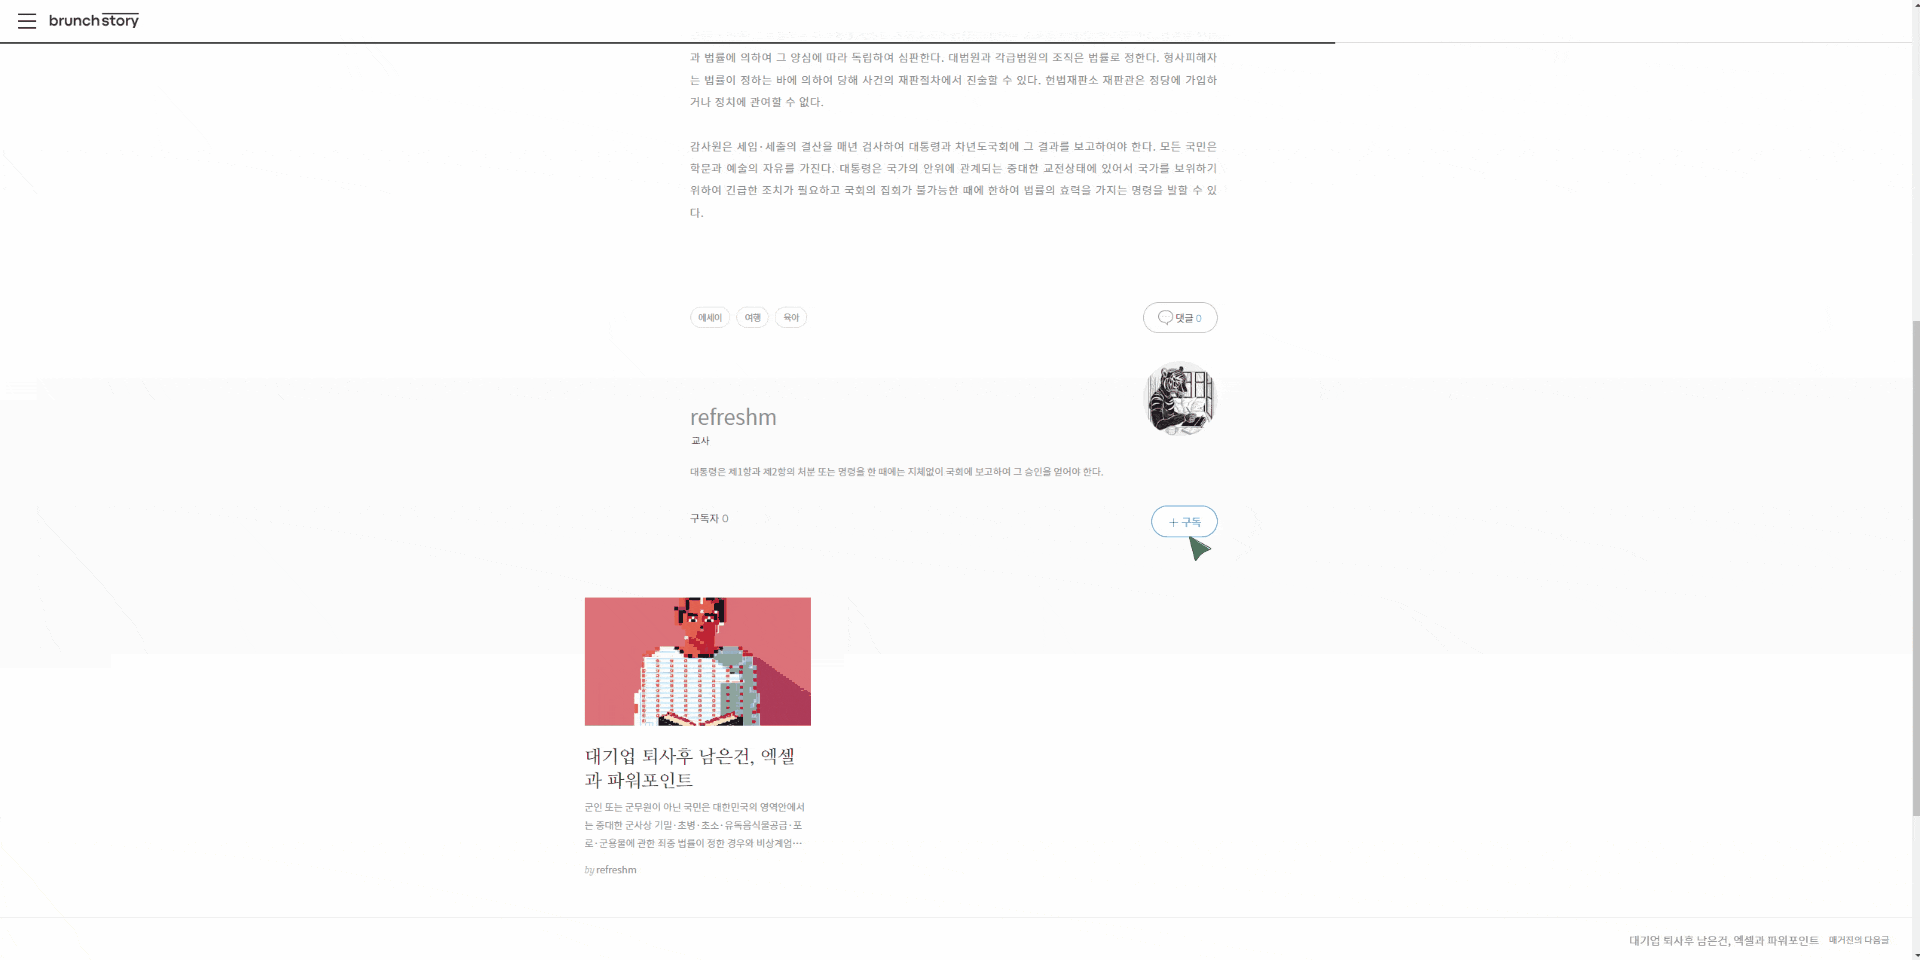 brunch story
과 법률에 의하여 그 양심에 따라 독립하여 심판한다. 대법원과 각급법원의 조직은 법률로 정한다. 형사피해자
는 법률이 정하는 바에 의하여 당해 사건의 재판절차에서 진술할 수 있다. 헌법재판소 재판관은 정당에 가입하
거나 정치에 관여할 수 없다.
감사원은 세입·세출의 결산을 매년 검사하여 대통령과 차년도국회에 그 결과를 보고하여야 한다. 모든 국민은
학문과 예술의 자유를 가진다. 대통령은 국가의 안위에 관계되는 중대한 교전상태에 있어서 국가를 보위하기
위하여 긴급한 조치가 필요하고 국회의 집회가 불가능한 때에 한하여 법률의 효력을 가지는 명령을 발할 수 있
다.
에세이 여행 육아
댓글 0
refreshm
교사
대통령은 제1항과 제2항의 처분 또는 명령을 한 때에는 지체없이 국회에 보고하여 그 승인을 얻어야 한다.
구독자 0
+ 구독
대기업 퇴사후 남은건, 엑셀
과 파워포인트
군인 또는 군무원이 아닌 국민은 대한민국의 영역안에서
는 중대한 군사상 기밀·초병·초소·유독음식물공급·포
로·군용물에 관한 죄중 법률이 정한 경우와 비상계엄…
by refreshm
대기업 퇴사후 남은건, 엑셀과 파워포인트 매거진의 다음글